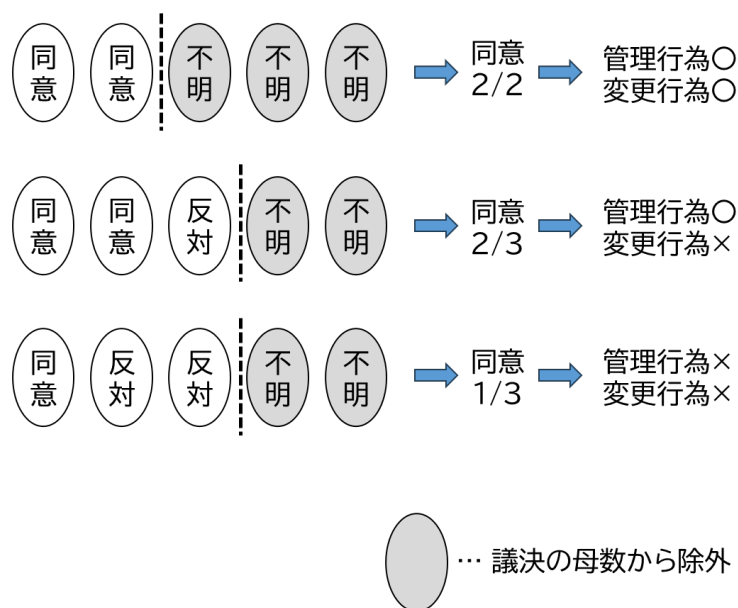 同意 同意 不明 不明 不明 同意 2/2 管理行為〇 変更行為〇
同意 同意 反対 不明 不明 同意 2/3 管理行為〇 変更行為×
同意 反対 反対 不明 不明 同意 1/3 管理行為× 変更行為×
… 議決の母数から除外